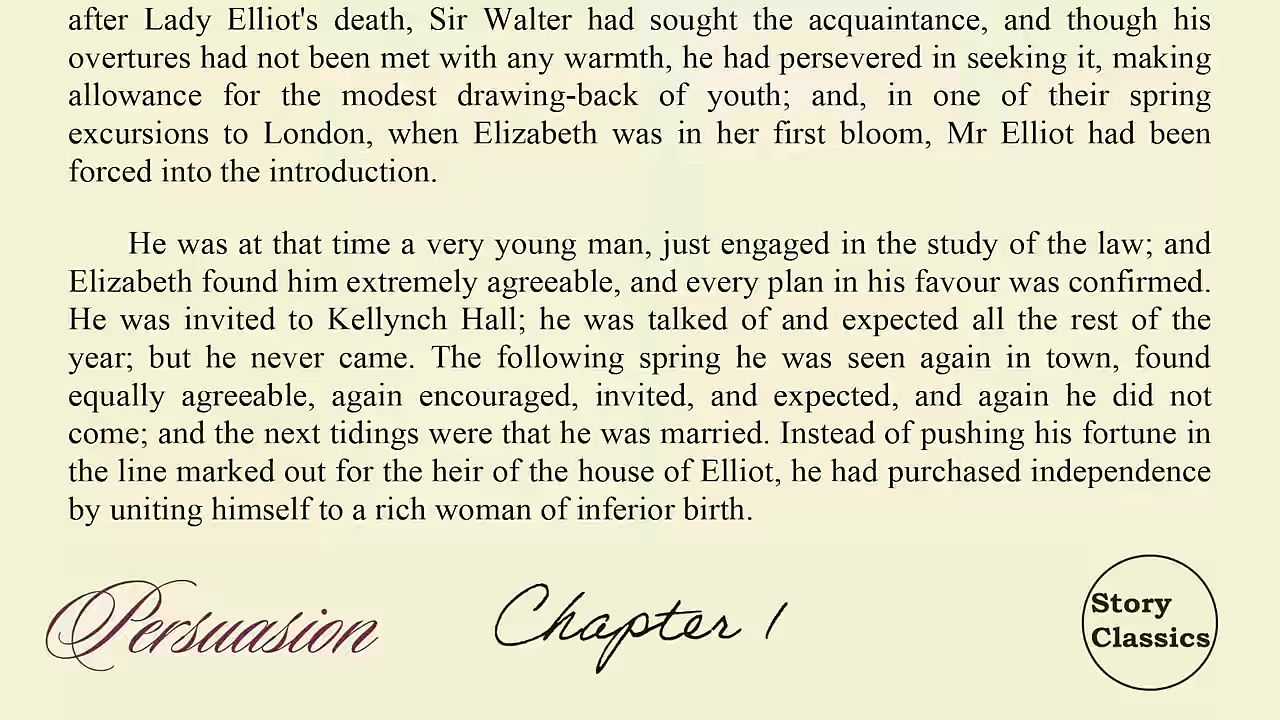 after Lady Elliot's death, Sir Walter had sought the acquaintance, and though his
overtures had not been met with any warmth, he had persevered in seeking it, making
allowance for the modest drawing-back of youth; and, in one of their spring
excursions to London, when Elizabeth was in her first bloom, Mr Elliot had been
forced into the introduction.
He was at that time a very young man, just engaged in the study of the law; and
Elizabeth found him extremely agreeable, and every plan in his favour was confirmed.
He was invited to Kellynch Hall; he was talked of and expected all the rest of the
year; but he never came. The following spring he was seen again in town, found
equally agreeable, again encouraged, invited, and expected, and again he did not
come; and the next tidings were that he was married. Instead of pushing his fortune in
the line marked out for the heir of the house of Elliot, he had purchased independence
by uniting himself to a rich woman of inferior birth.
Persuasion
Chapter 1
Story
Classics